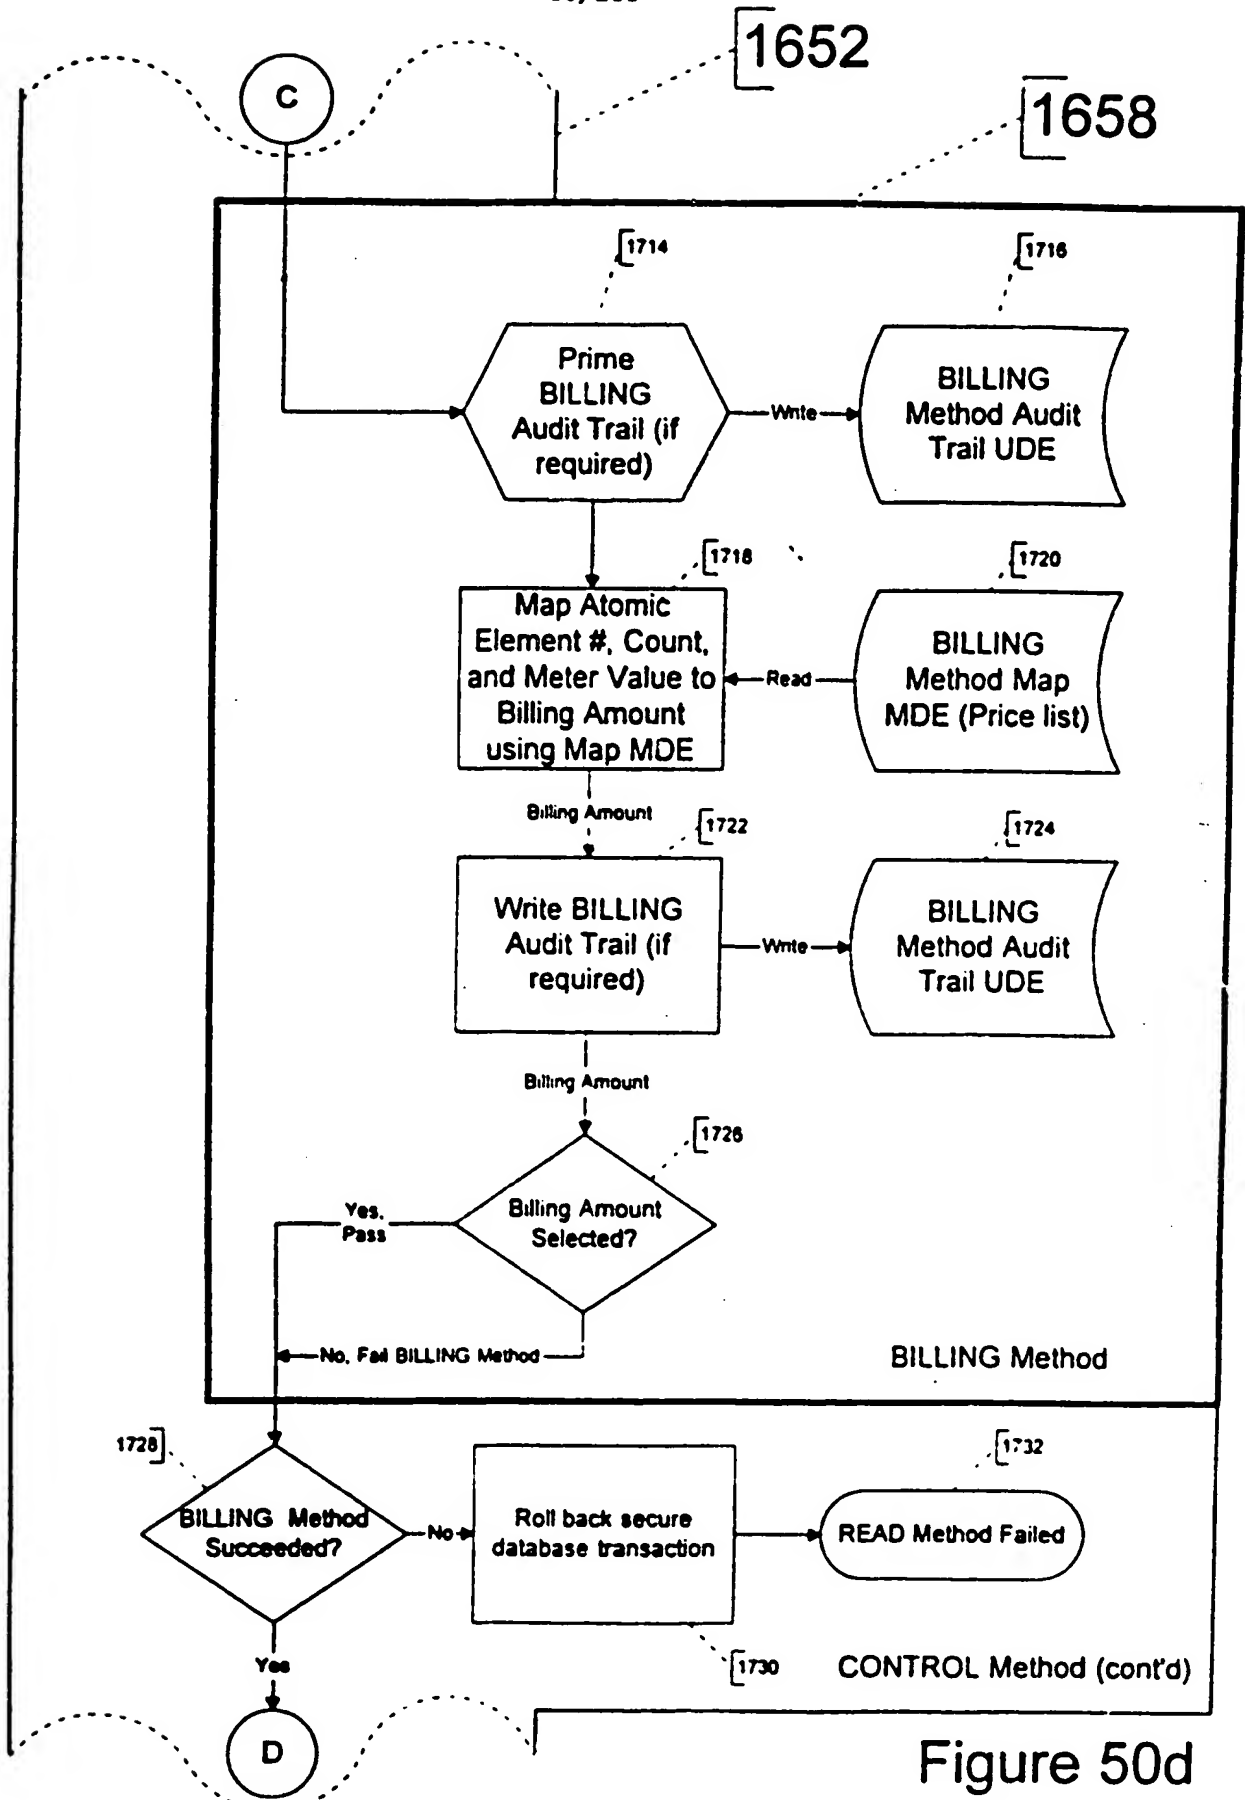 1652
C
1658
1714
1716
Prime
BILLING
Audit Trail (if
required)
Write
BILLING
Method Audit
Trail UDE
1718
1720
Map Atomic
Element #, Count,
and Meter Value to
Billing Amount
using Map MDE
Read
BILLING
Method Map
MDE (Price list)
Billing Amount
1722
1724
Write BILLING
Audit Trail (if
required)
Write
BILLING
Method Audit
Trail UDE
Billing Amount
1726
Yes,
Pass
Billing Amount
Selected?
No, Fail BILLING Method
BILLING Method
1728
1732
BILLING Method
Succeeded?
No
Roll back secure
database transaction
READ Method Failed
Yes
1730
CONTROL Method (cont'd)
D
Figure 50d